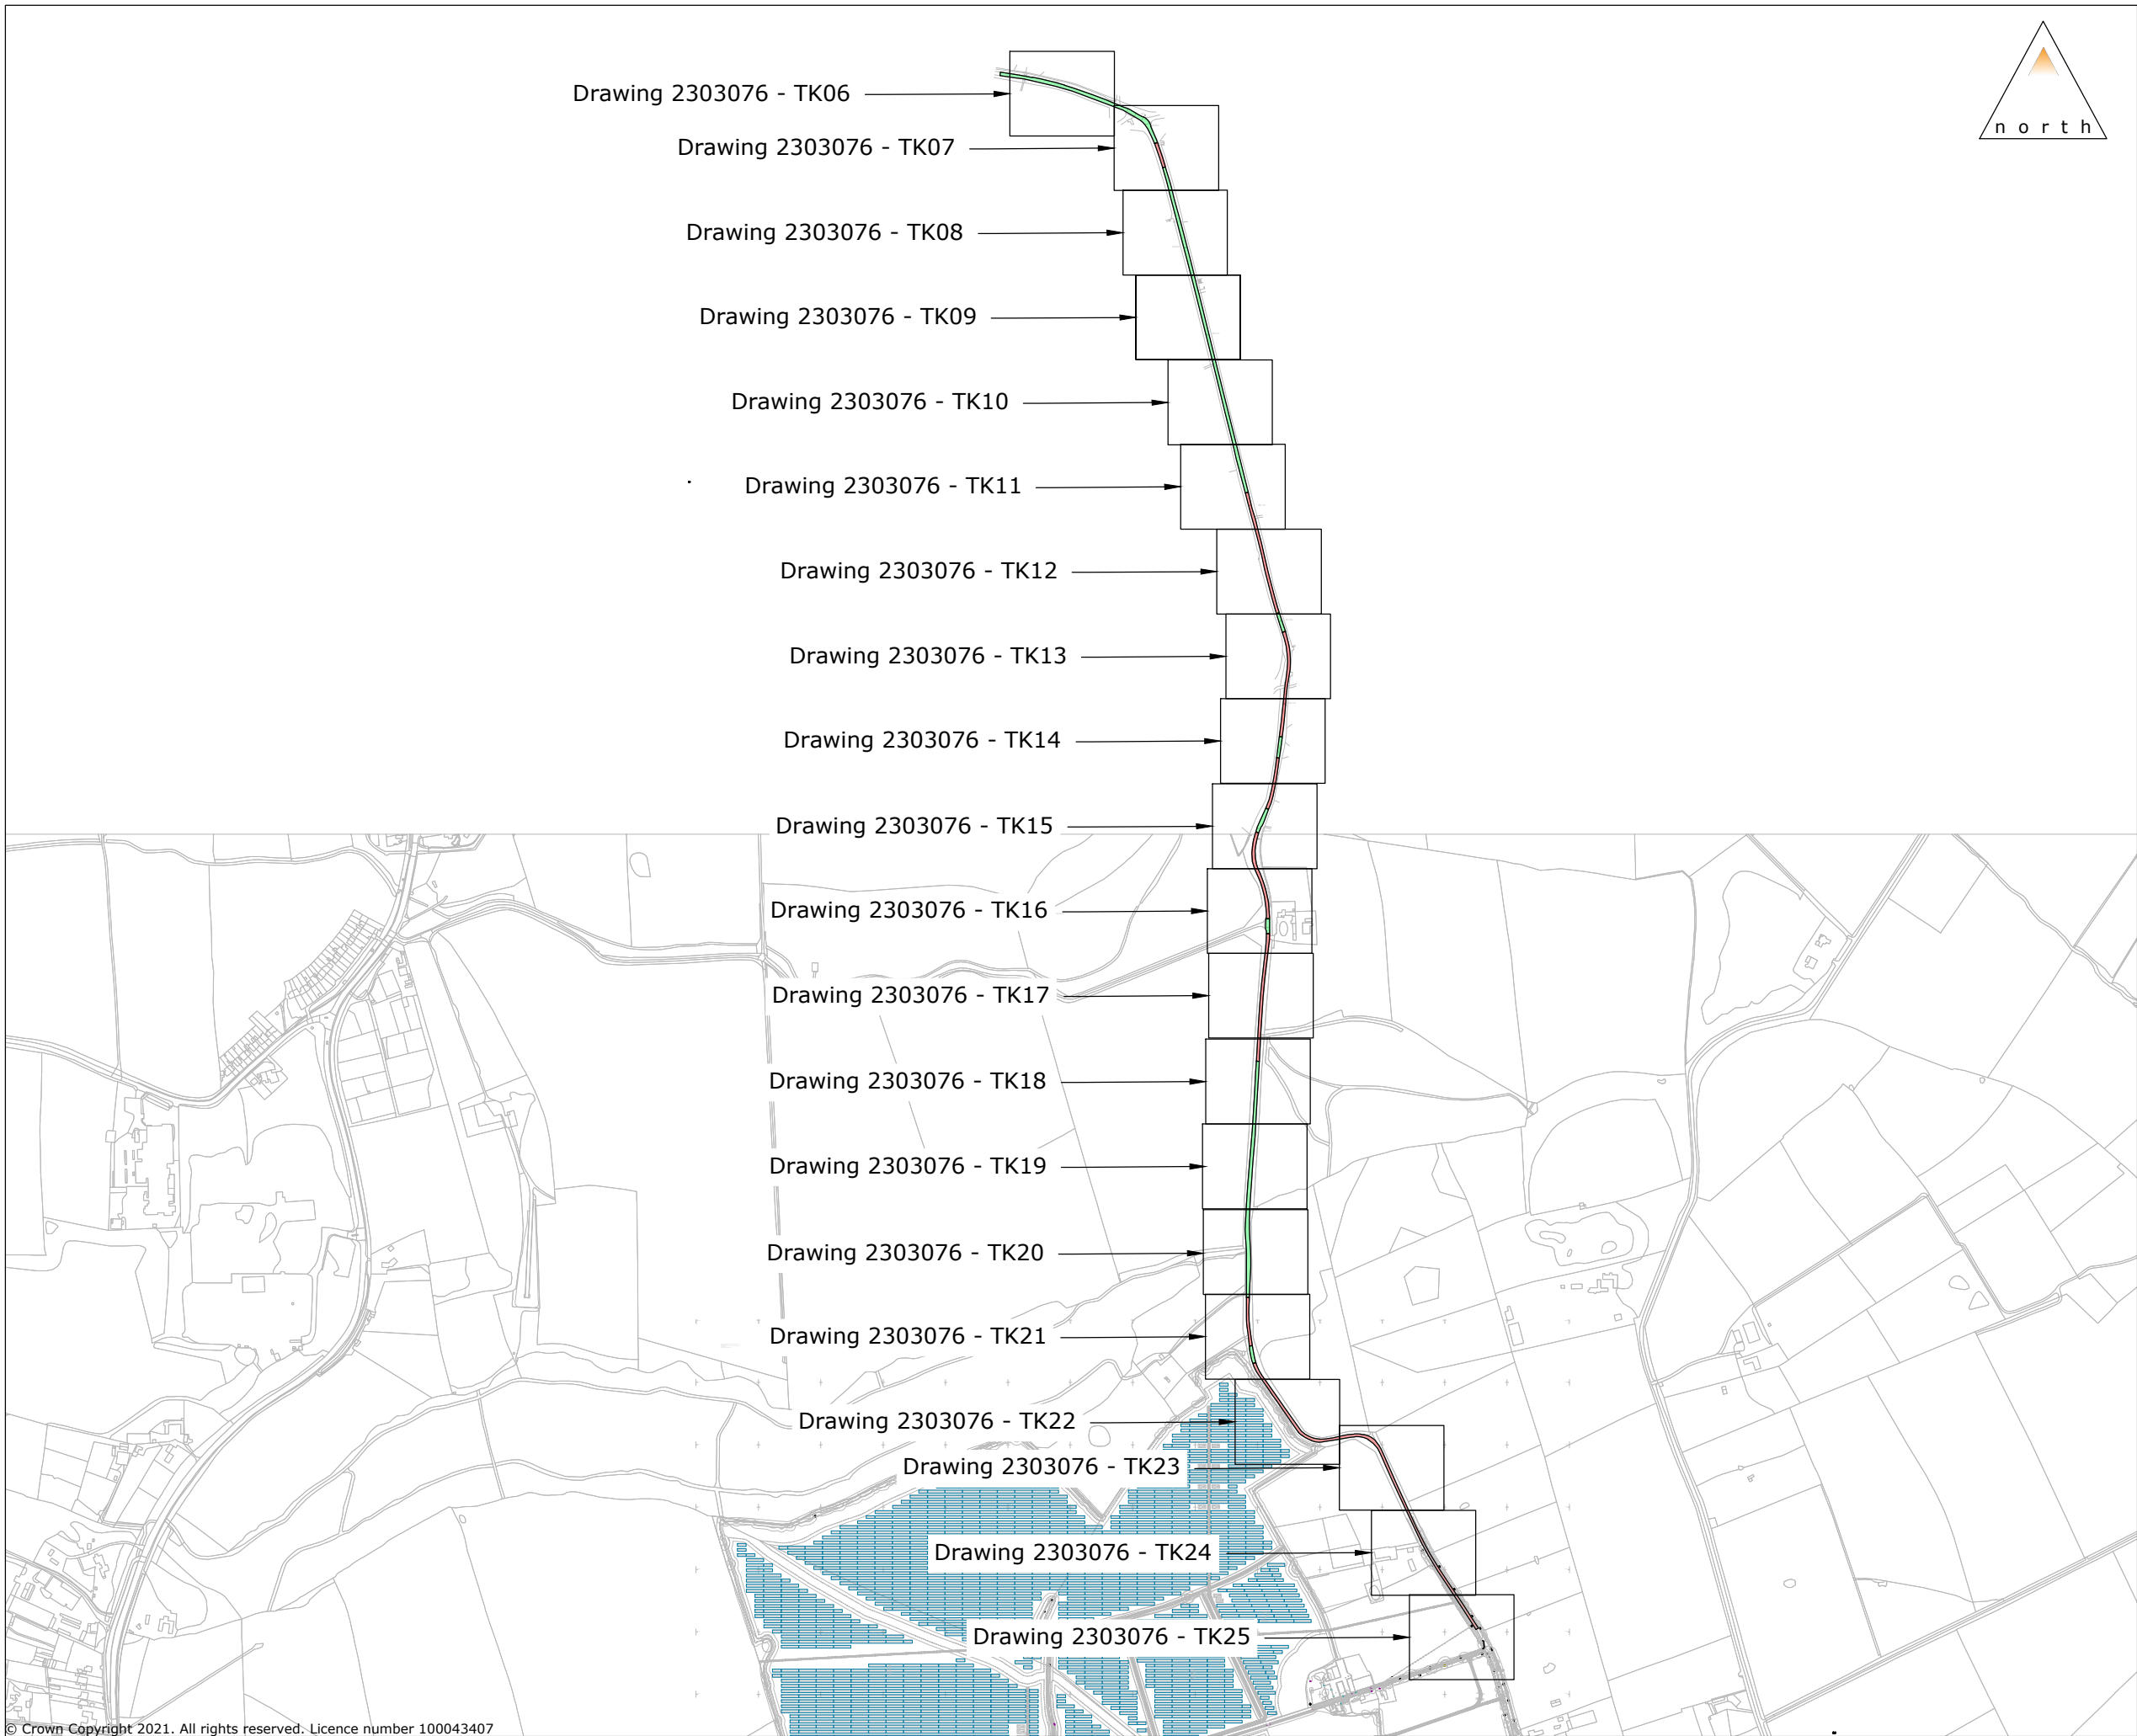 north
Drawing 2303076 - TK06
Drawing 2303076 - TK07
Drawing 2303076 - TK08
Drawing 2303076 - TK09
Drawing 2303076 - TK10
Drawing 2303076 - TK11
Drawing 2303076 - TK12
Drawing 2303076 - TK13
Drawing 2303076 - TK14
Drawing 2303076 - TK15
Drawing 2303076 - TK16
Drawing 2303076 - TK17
Drawing 2303076 - TK18
Drawing 2303076 - TK19
Drawing 2303076 - TK20
Drawing 2303076 - TK21
Drawing 2303076 - TK22
Drawing 2303076 - TK23
Drawing 2303076 - TK24
Drawing 2303076 - TK25
© Crown Copyright 2021. All rights reserved. Licence number 100043407